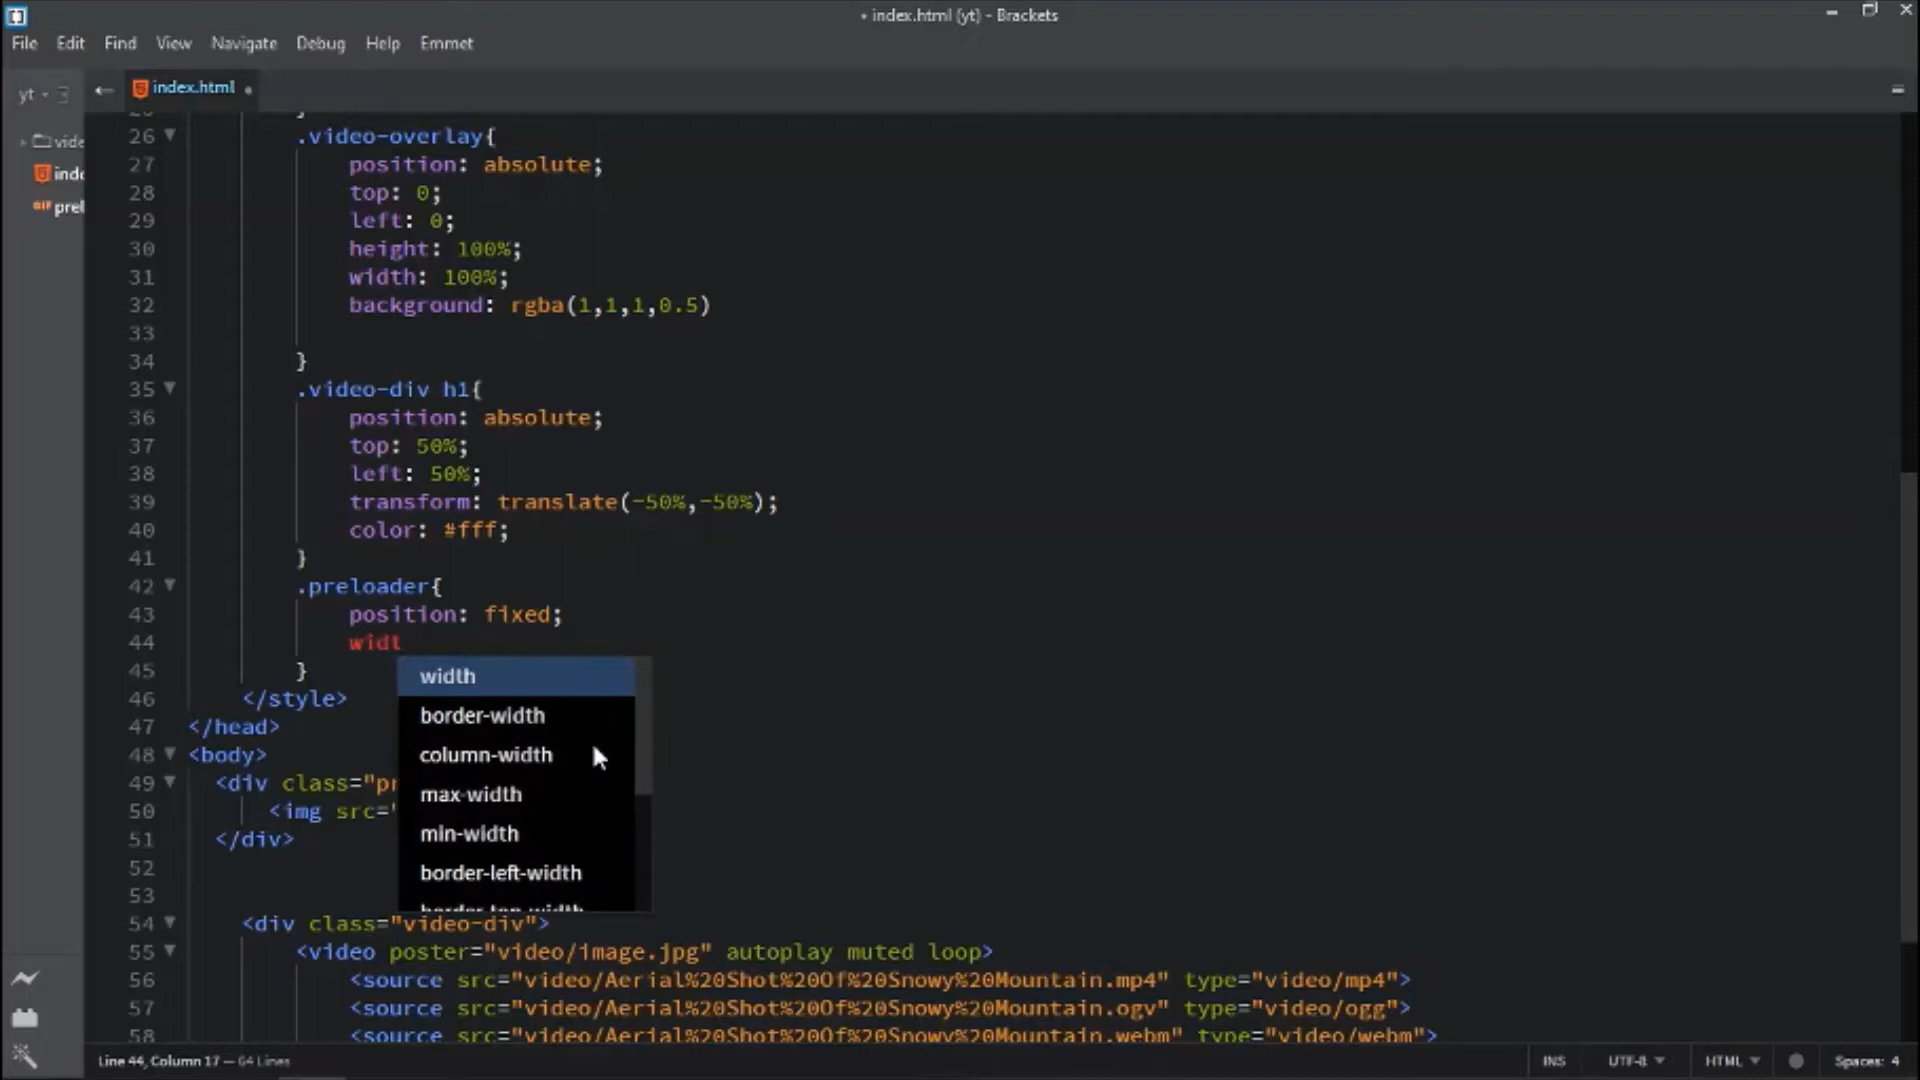 • index.html (yt) - Brackets
File Edit Find View Navigate Debug Help Emmet
yt index.html •
26 .video-overlay{
27 position: absolute;
28 top: 0;
29 left: 0;
30 height: 100%;
31 width: 100%;
32 background: rgba(1,1,1,0.5)
33
34 }
35 .video-div h1{
36 position: absolute;
37 top: 50%;
38 left: 50%;
39 transform: translate(-50%,-50%);
40 color: #fff;
41 }
42 .preloader{
43 position: fixed;
44 widt
45 }
46 </style>
47 </head>
48 <body>
49 <div class="pr
50 <img src="
51 </div>
52
53
54 <div class="video-div">
55 <video poster="video/image.jpg" autoplay muted loop>
56 <source src="video/Aerial%20Shot%20Of%20Snowy%20Mountain.mp4" type="video/mp4">
57 <source src="video/Aerial%20Shot%20Of%20Snowy%20Mountain.ogv" type="video/ogg">
58 <source src="video/Aerial%20Shot%20Of%20Snowy%20Mountain.webm" type="video/webm">
width
border-width
column-width
max-width
min-width
border-left-width
border-top-width
vide
inde
GIF prel
Line 44, Column 17 — 64 Lines
INS UTF-8 HTML Spaces: 4